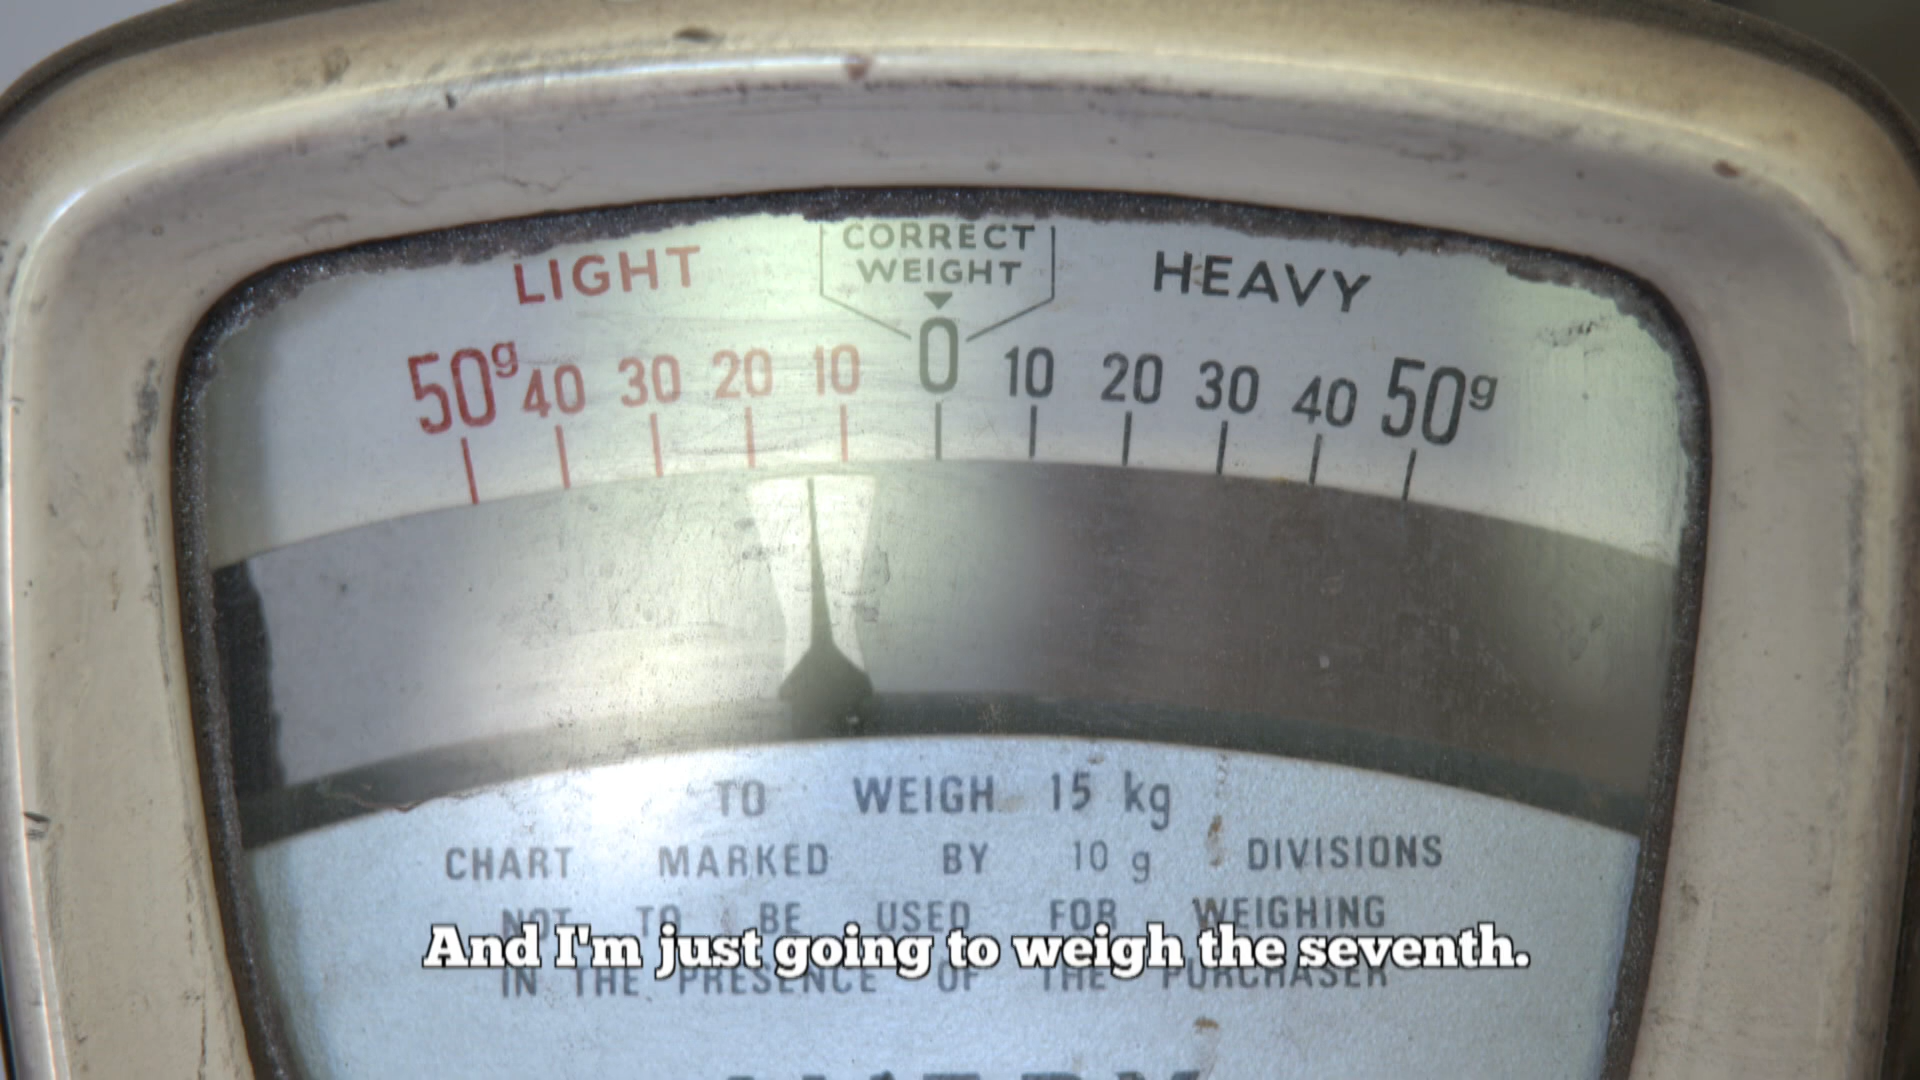 CORRECT
WEIGHT
LIGHT HEAVY
50g 40 30 20 10 0 10 20 30 40 50g
TO WEIGH 15 kg
CHART MARKED BY 10 g DIVISIONS
NOT TO BE USED FOR WEIGHING
And I'm just going to weigh the seventh.
IN THE PRESENCE OF THE PURCHASER